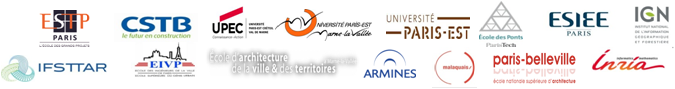 ESTP
PARIS
L'ÉCOLE DES GRANDS PROJETS
CSTB
le futur en construction
UPEC
UNIVERSITÉ
PARIS-EST CRÉTEIL
VAL DE MARNE
UNIVERSITÉ PARIS-EST
Marne-la-Vallée
UNIVERSITÉ
PARIS-EST
École des Ponts
ParisTech
ESIEE
PARIS
IGN
INSTITUT NATIONAL
DE L'INFORMATION
GÉOGRAPHIQUE
ET FORESTIÈRE
IFSTTAR
EIVP
École d'architecture
de la ville & des territoires
ARMINES
malaquais
paris-belleville
école nationale supérieure d'architecture
Inria